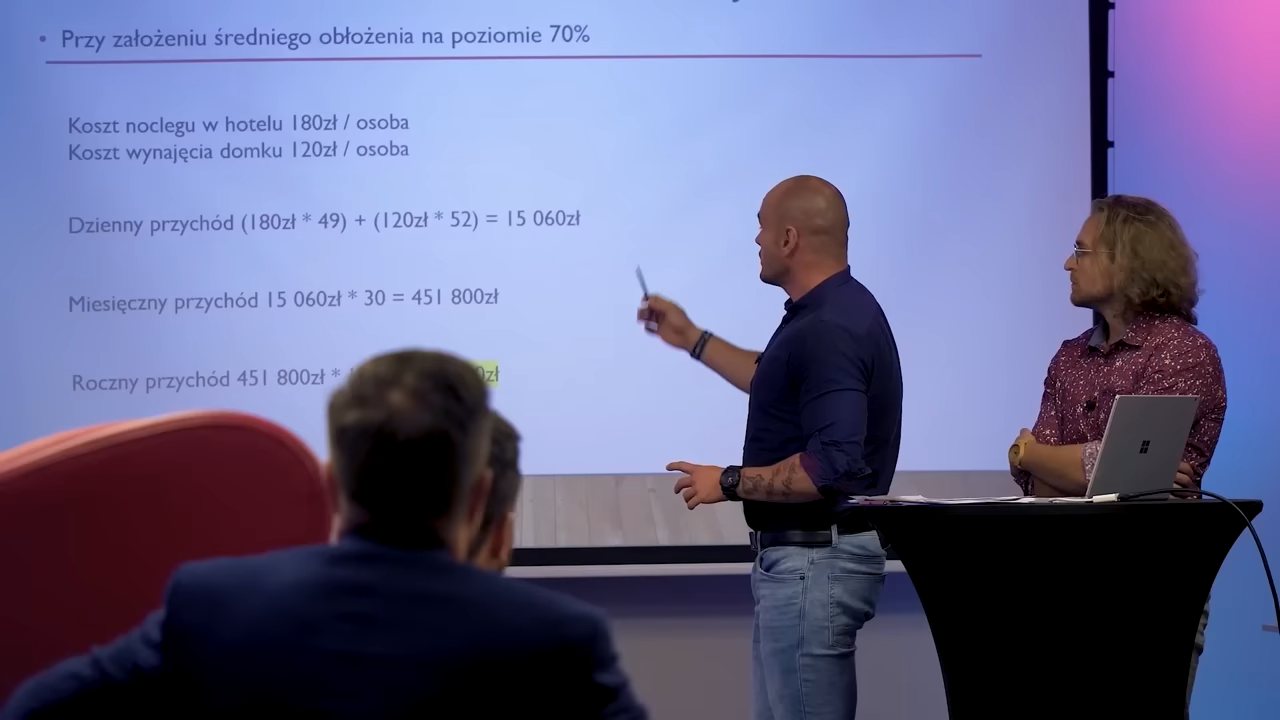 • Przy założeniu średniego obłożenia na poziomie 70%
Koszt noclegu w hotelu 180zł / osoba
Koszt wynajęcia domku 120zł / osoba
Dzienny przychód (180zł * 49) + (120zł * 52) = 15 060zł
Miesięczny przychód 15 060zł * 30 = 451 800zł
Roczny przychód 451 800zł *